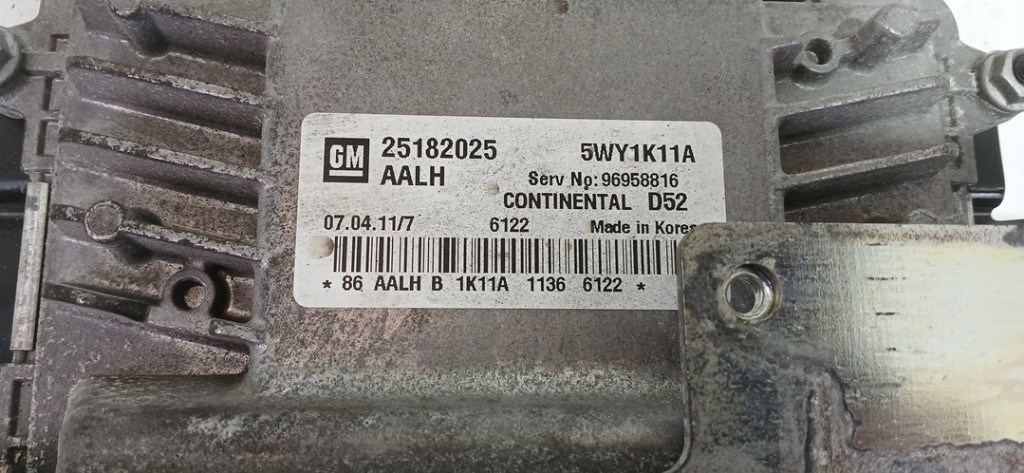 GM 25182025 5WY1K11A
AALH Serv No: 96958816
CONTINENTAL D52
07.04.11/7 6122 Made in Korea
* 86 AALH B 1K11A 1136 6122 *